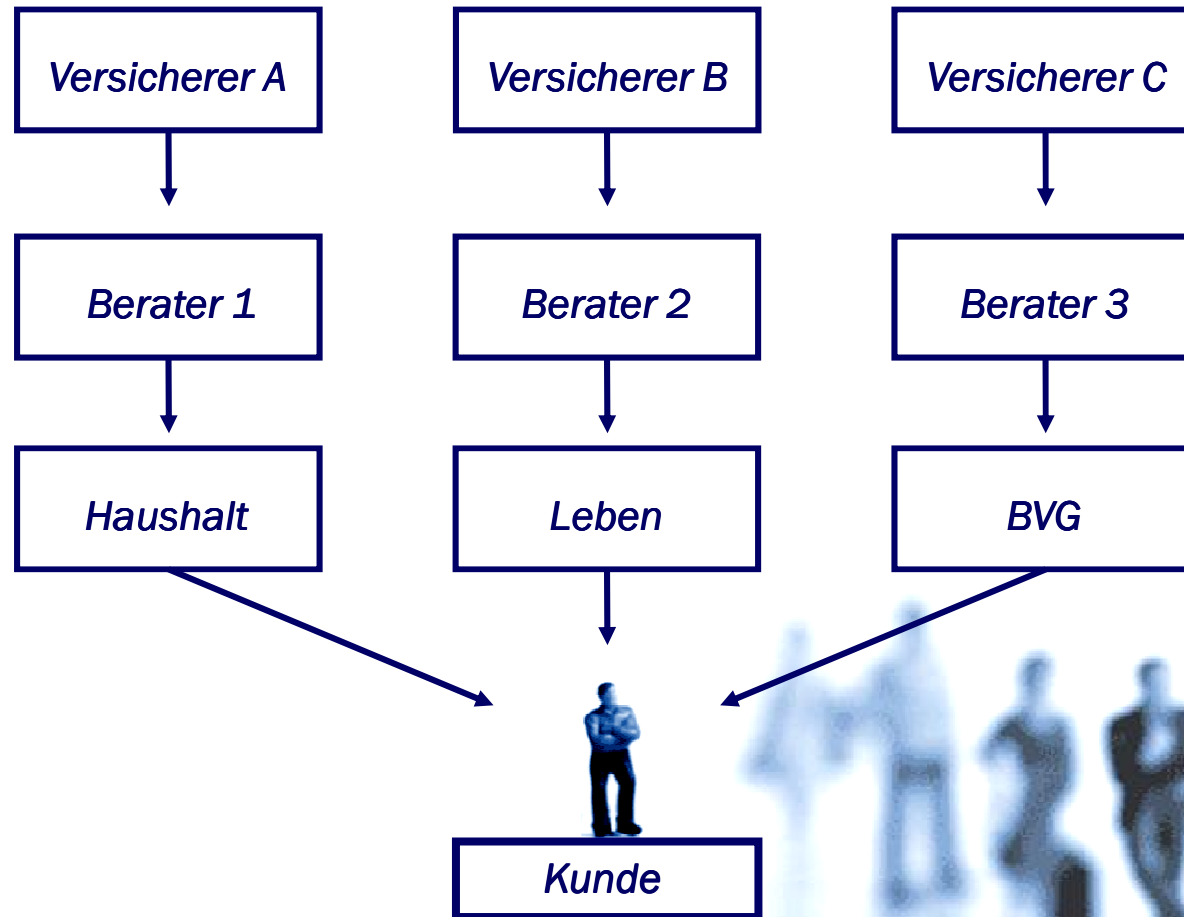 Versicherer A
Versicherer B
Versicherer C
Berater 1
Berater 2
Berater 3
Haushalt
Leben
BVG
Kunde